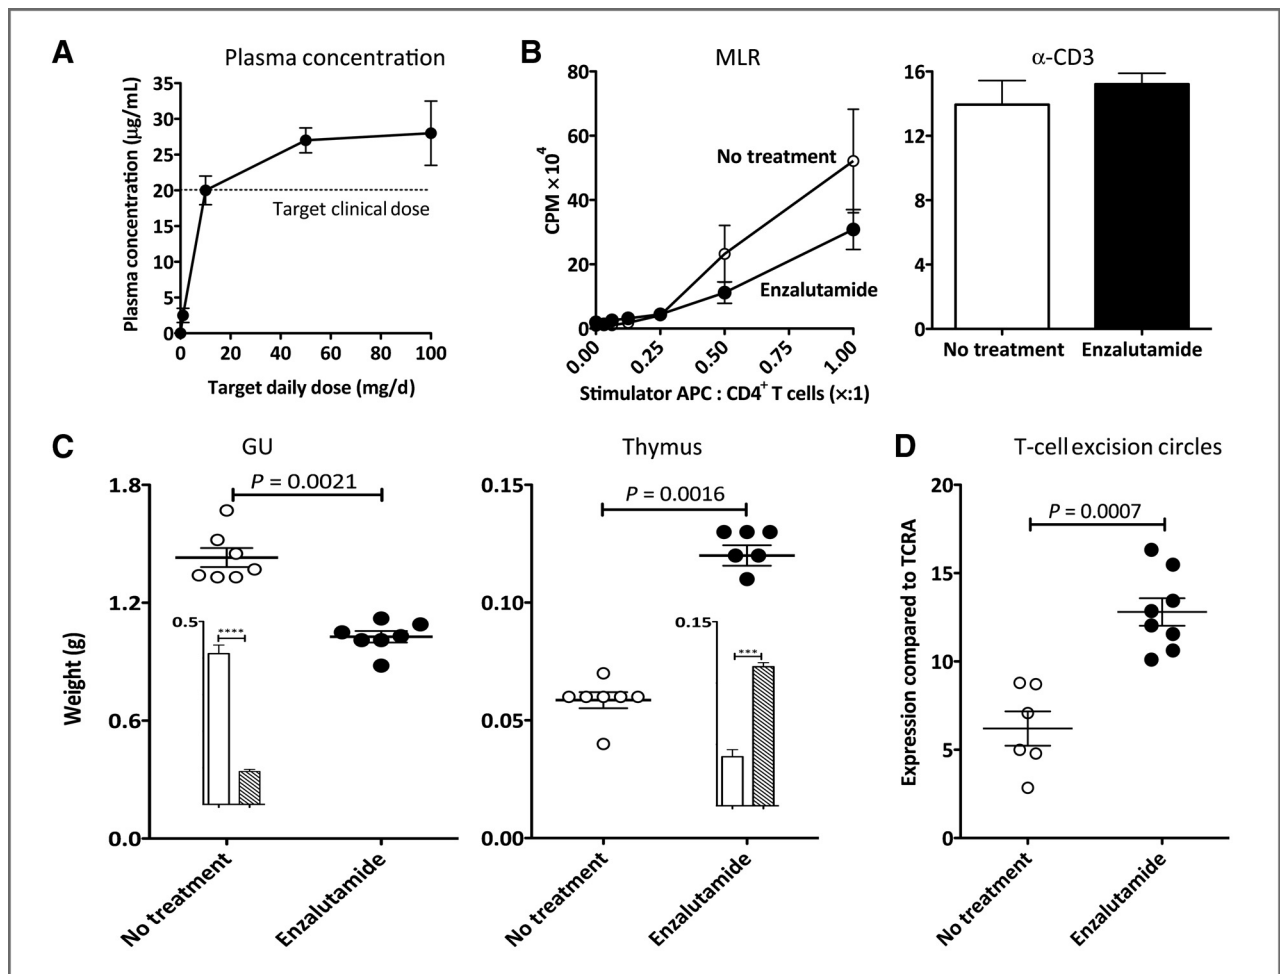 A
Plasma concentration
Plasma concentration (µg/mL)
35
30
25
20
15
10
5
0
Target clinical dose
0 20 40 60 80 100
Target daily dose (mg/d)
B
MLR
CPM × 10⁴
80
60
40
20
0
No treatment
Enzalutamide
0.00 0.25 0.50 0.75 1.00
Stimulator APC : CD4⁺ T cells (×:1)
α-CD3
16
12
8
4
0
No treatment Enzalutamide
C
GU
Weight (g)
1.8
1.2
0.6
0.0
P = 0.0021
0.5
****
No treatment
Enzalutamide
Thymus
0.15
0.10
0.05
0.00
P = 0.0016
0.15
***
No treatment
Enzalutamide
D
T-cell excision circles
Expression compared to TCRA
20
15
10
5
0
P = 0.0007
No treatment
Enzalutamide